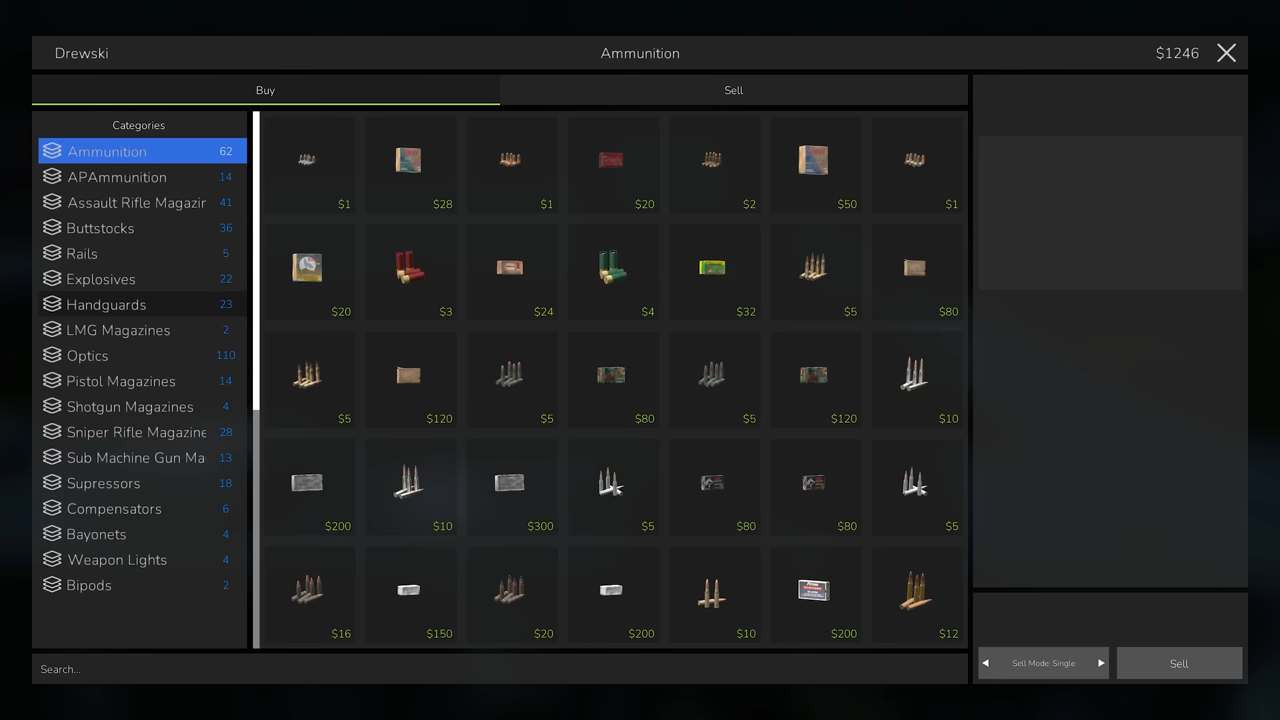 Drewski
Ammunition
$1246
Buy
Sell
Categories
Ammunition 62
APAmmunition 14
Assault Rifle Magazin 41
Buttstocks 36
Rails 5
Explosives 22
Handguards 23
LMG Magazines 2
Optics 110
Pistol Magazines 14
Shotgun Magazines 4
Sniper Rifle Magazine 28
Sub Machine Gun Ma 13
Supressors 18
Compensators 6
Bayonets 4
Weapon Lights 4
Bipods 2
$1 $28 $1 $20 $2 $50 $1
$20 $3 $24 $4 $32 $5 $80
$5 $120 $5 $80 $5 $120 $10
$200 $10 $300 $5 $80 $80 $5
$16 $150 $20 $200 $10 $200 $12
Search...
Sell Mode: Single
Sell